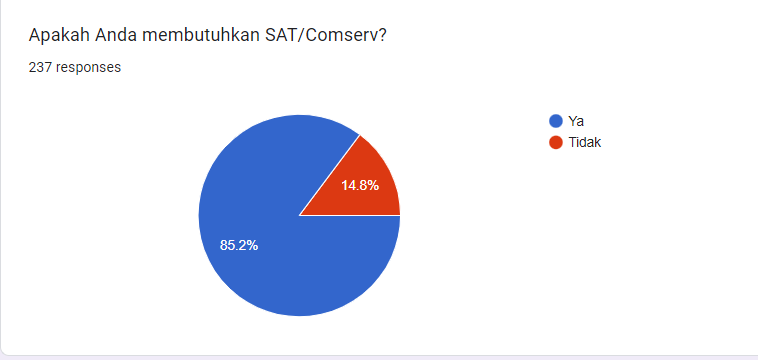 Apakah Anda membutuhkan SAT/Comserv?
237 responses
Ya
Tidak
14.8%
85.2%